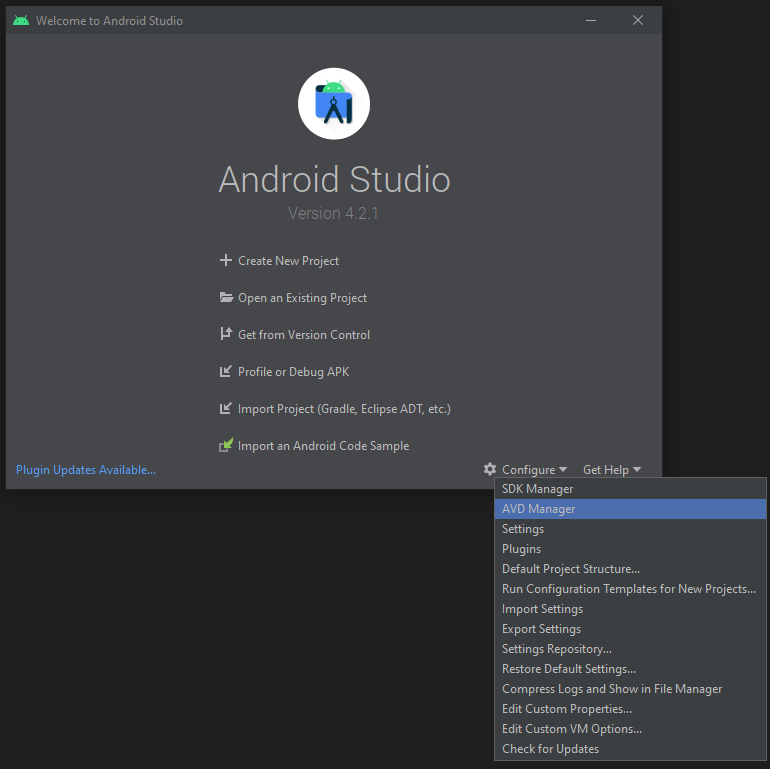 Welcome to Android Studio
Android Studio
Version 4.2.1
Create New Project
Open an Existing Project
Get from Version Control
Profile or Debug APK
Import Project (Gradle, Eclipse ADT, etc.)
Import an Android Code Sample
Plugin Updates Available...
Configure
Get Help
SDK Manager
AVD Manager
Settings
Plugins
Default Project Structure...
Run Configuration Templates for New Projects...
Import Settings
Export Settings
Settings Repository...
Restore Default Settings...
Compress Logs and Show in File Manager
Edit Custom Properties...
Edit Custom VM Options...
Check for Updates